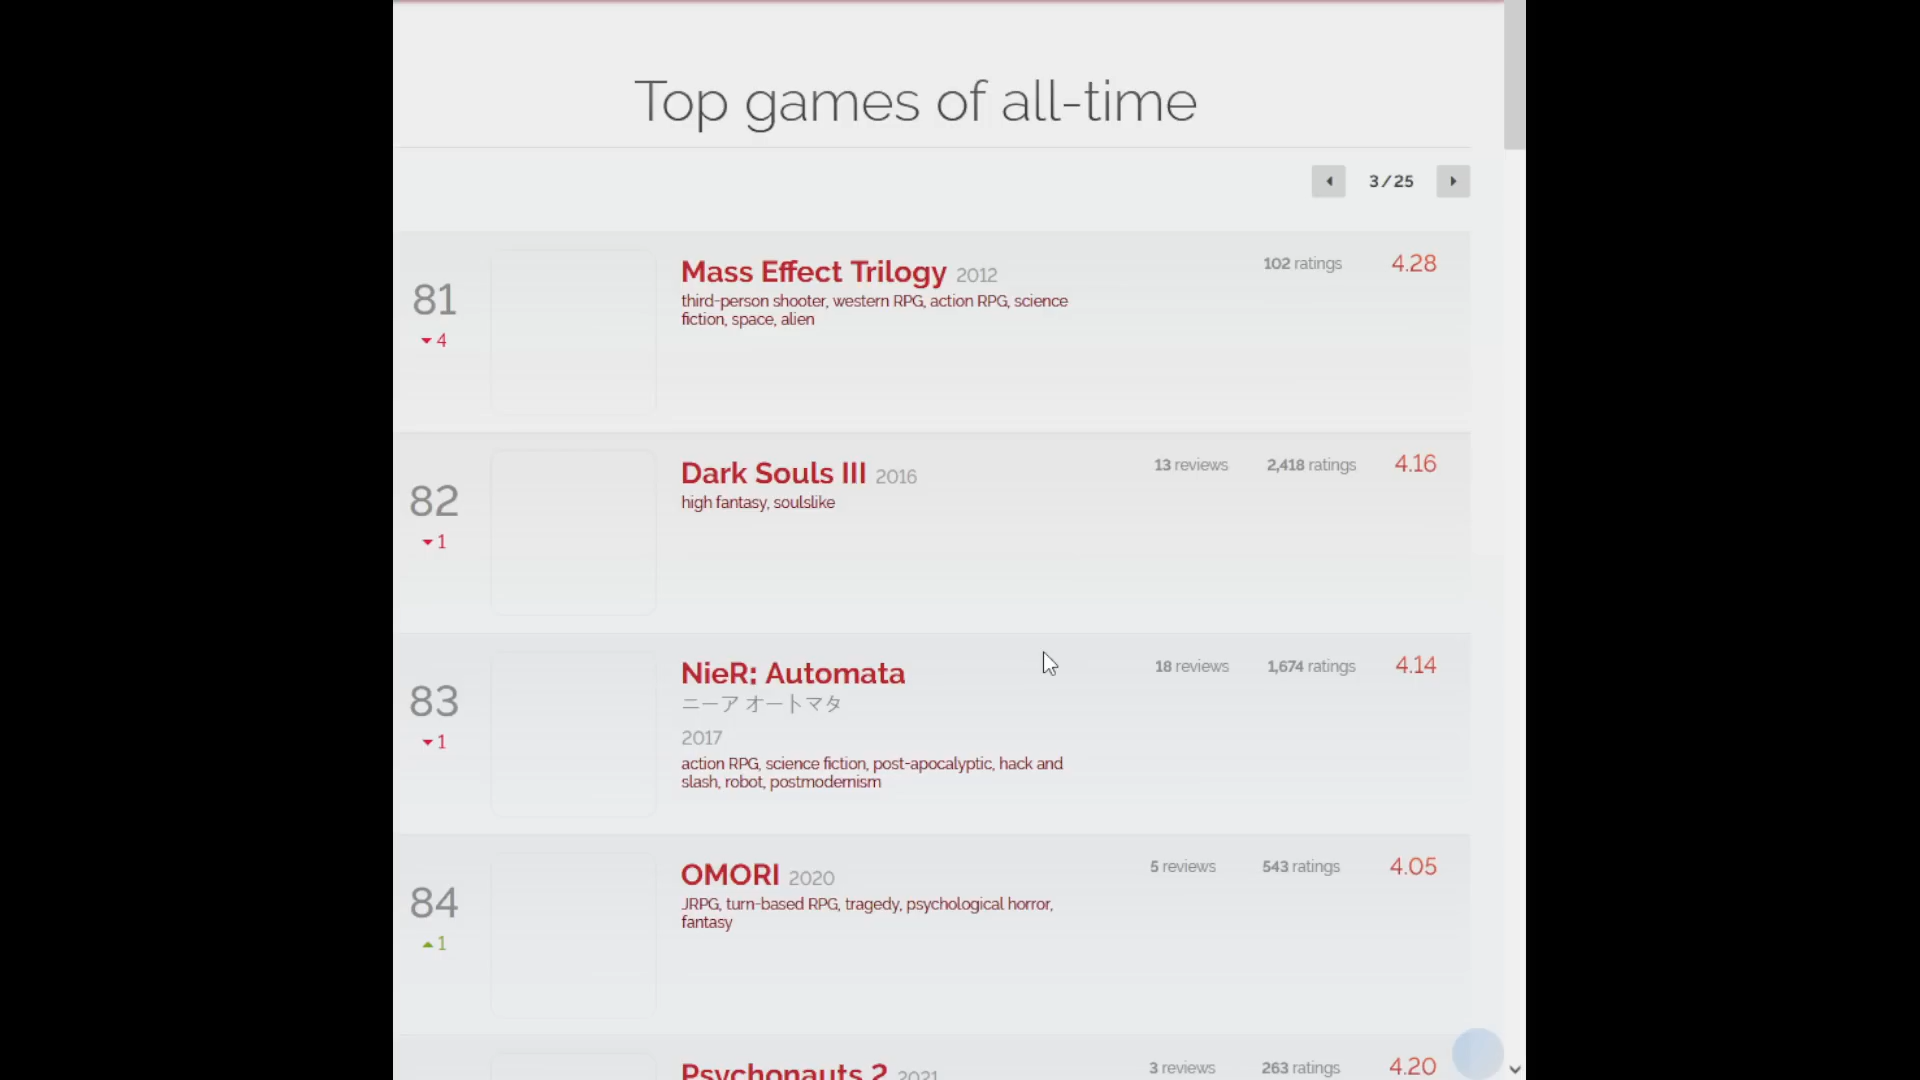 Top games of all-time
3 / 25
81
4
Mass Effect Trilogy 2012
third-person shooter, western RPG, action RPG, science
fiction, space, alien
102 ratings
4.28
82
1
Dark Souls III 2016
high fantasy, soulslike
13 reviews
2,418 ratings
4.16
83
1
NieR: Automata
ニーア オートマタ
2017
action RPG, science fiction, post-apocalyptic, hack and
slash, robot, postmodernism
18 reviews
1,674 ratings
4.14
84
1
OMORI 2020
JRPG, turn-based RPG, tragedy, psychological horror,
fantasy
5 reviews
543 ratings
4.05
Psychonauts 2 2021
3 reviews
263 ratings
4.20